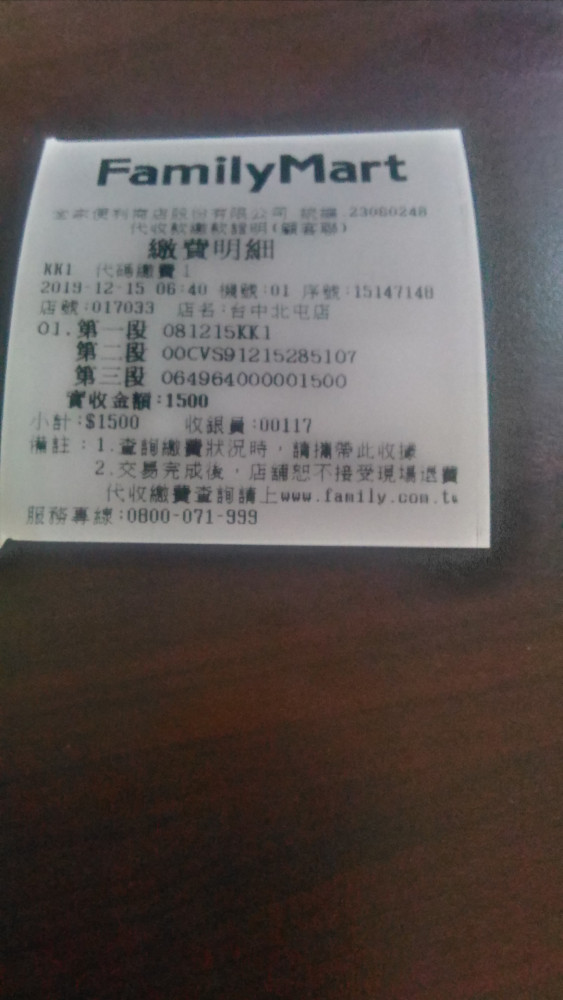 FamilyMart
全家便利商店股份有限公司 統編:23060248
代收款繳款證明(顧客聯)
繳費明細
KK1 代碼繳費1
2019-12-15 06:40 機號:01 序號:15147148
店號:017033 店名:台中北屯店
01.第一段 081215KK1
第二段 00CVS91215285107
第三段 064964000001500
實收金額:1500
小計:$1500 收銀員:00117
備註:1.查詢繳費狀況時,請攜帶此收據
2.交易完成後,店舖恕不接受現場退費
代收繳費查詢請上www.family.com.tw
服務專線:0800-071-999